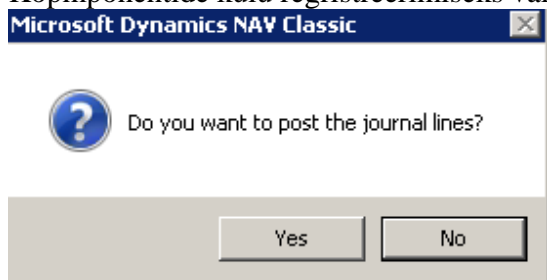 Microsoft Dynamics NAV Classic
Do you want to post the journal lines?
Yes No